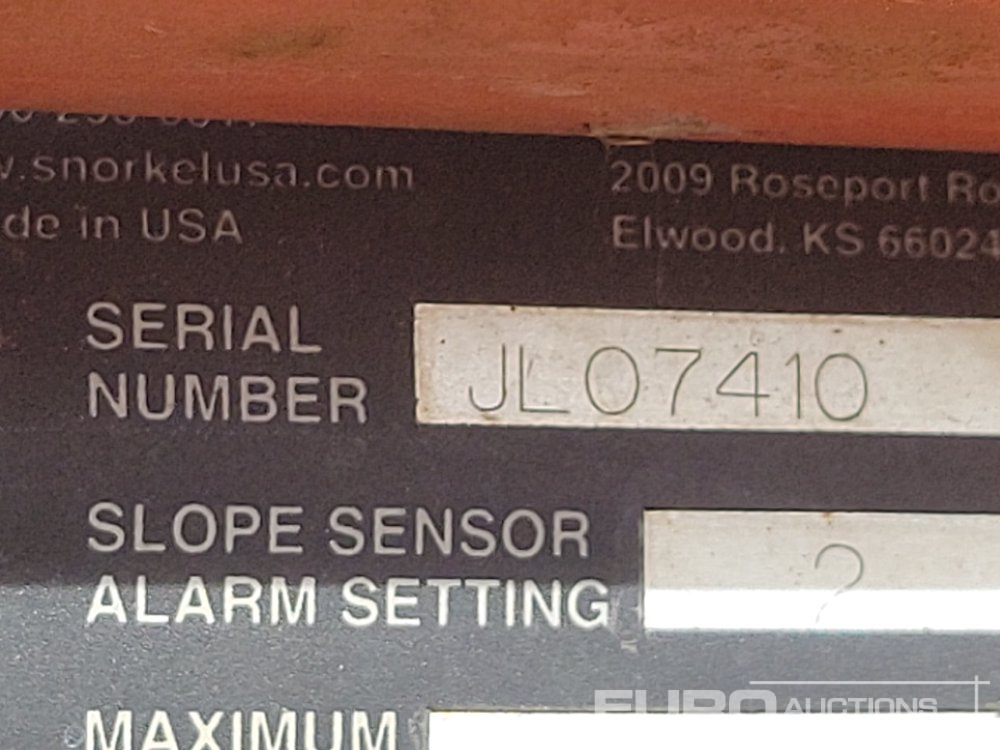 .snorkelusa.com
de in USA
2009 Roseport Ro
Elwood, KS 66024
SERIAL
NUMBER
JL07410
SLOPE SENSOR
ALARM SETTING
2
MAXIMUM
EURO AUCTIONS